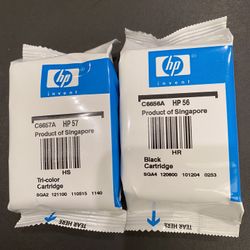 hp
invent
C6657A HP 57
Product of Singapore
HS
Tri-color
Cartridge
SGA2 121100 110515 1140
TEAR HERE
hp
invent
C6656A HP 56
Product of Singapore
HR
Black
Cartridge
SGA4 120600 101204 0253
TEAR HERE